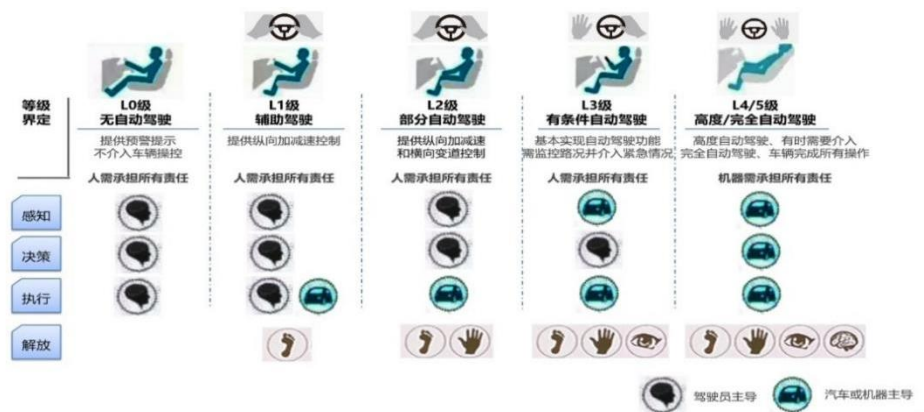 等级
界定
L0级
无自动驾驶
提供预警提示
不介入车辆操控
人需承担所有责任
L1级
辅助驾驶
提供纵向加减速控制
人需承担所有责任
L2级
部分自动驾驶
提供纵向加减速
和横向变道控制
人需承担所有责任
L3级
有条件自动驾驶
基本实现自动驾驶功能
需监控路况并介入紧急情况
人需承担所有责任
L4/5级
高度/完全自动驾驶
高度自动驾驶、有时需要介入
完全自动驾驶、车辆完成所有操作
机器需承担所有责任
感知
决策
执行
解放
驾驶员主导
汽车或机器主导